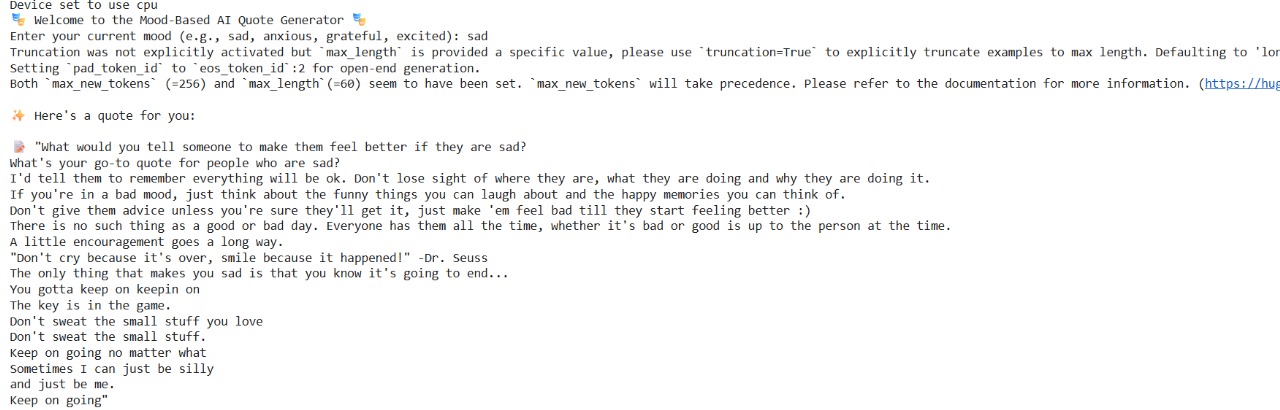 Device set to use cpu
🎭 Welcome to the Mood-Based AI Quote Generator 🎭
Enter your current mood (e.g., sad, anxious, grateful, excited): sad
Truncation was not explicitly activated but `max_length` is provided a specific value, please use `truncation=True` to explicitly truncate examples to max length. Defaulting to 'lon
Setting `pad_token_id` to `eos_token_id`:2 for open-end generation.
Both `max_new_tokens` (=256) and `max_length`(=60) seem to have been set. `max_new_tokens` will take precedence. Please refer to the documentation for more information. (https://hug
✨ Here's a quote for you:
📝 "What would you tell someone to make them feel better if they are sad?
What's your go-to quote for people who are sad?
I'd tell them to remember everything will be ok. Don't lose sight of where they are, what they are doing and why they are doing it.
If you're in a bad mood, just think about the funny things you can laugh about and the happy memories you can think of.
Don't give them advice unless you're sure they'll get it, just make 'em feel bad till they start feeling better :)
There is no such thing as a good or bad day. Everyone has them all the time, whether it's bad or good is up to the person at the time.
A little encouragement goes a long way.
"Don't cry because it's over, smile because it happened!" -Dr. Seuss
The only thing that makes you sad is that you know it's going to end...
You gotta keep on keepin on
The key is in the game.
Don't sweat the small stuff you love
Don't sweat the small stuff.
Keep on going no matter what
Sometimes I can just be silly
and just be me.
Keep on going"